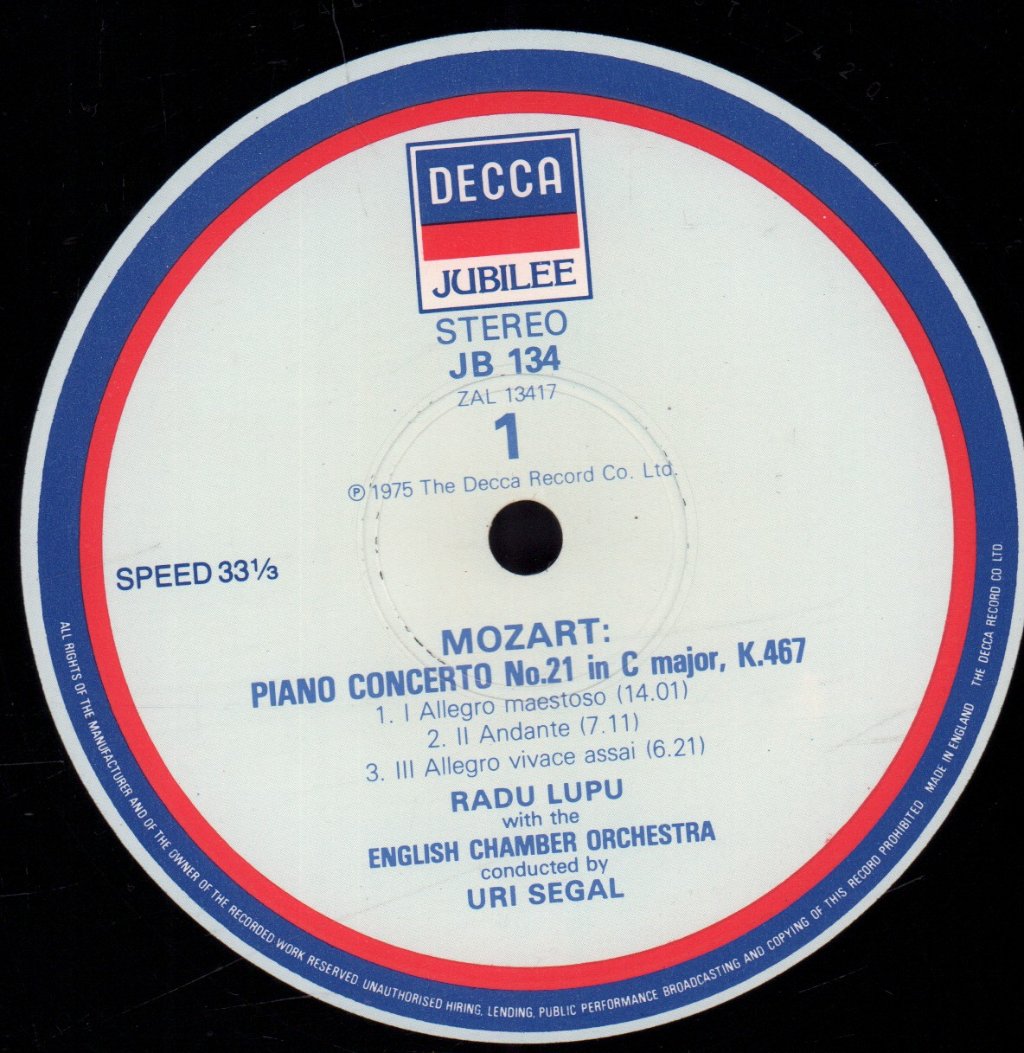 DECCA
JUBILEE
STEREO
JB 134
ZAL 13417
1
℗ 1975 The Decca Record Co. Ltd.
SPEED 33⅓
MOZART:
PIANO CONCERTO No.21 in C major, K.467
1. I Allegro maestoso (14.01)
2. II Andante (7.11)
3. III Allegro vivace assai (6.21)
RADU LUPU
with the
ENGLISH CHAMBER ORCHESTRA
conducted by
URI SEGAL
ALL RIGHTS OF THE MANUFACTURER AND OF THE OWNER OF THE RECORDED WORK RESERVED UNAUTHORISED HIRING, LENDING, PUBLIC PERFORMANCE BROADCASTING AND COPYING OF THIS RECORD PROHIBITED MADE IN ENGLAND THE DECCA RECORD CO LTD